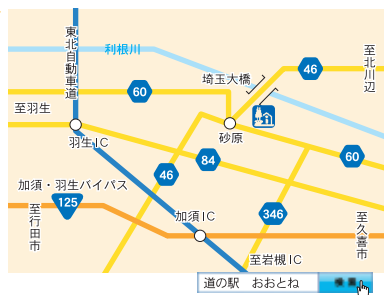 東北自動車道
利根川
46
至北川辺
埼玉大橋
60
至羽生
砂原
羽生IC
84
60
46
加須・羽生バイパス
125
346
至行田市
加須IC
至久喜市
至岩槻IC
道の駅 おおとね